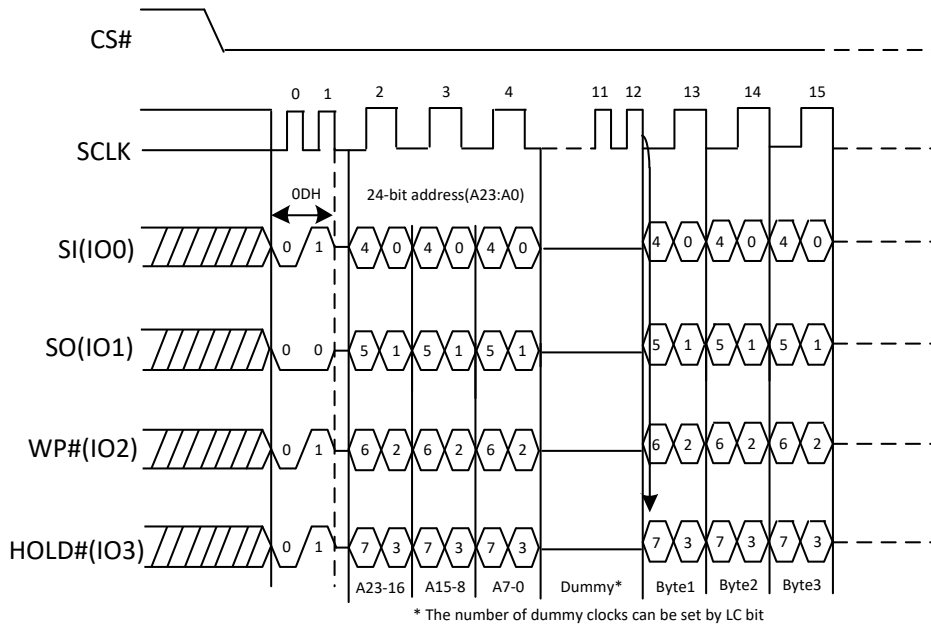 CS#
0 1 2 3 4 11 12 13 14 15
SCLK
0DH 24-bit address(A23:A0)
SI(IO0) 0 1 4 0 4 0 4 0 4 0 4 0 4 0
SO(IO1) 0 0 5 1 5 1 5 1 5 1 5 1 5 1
WP#(IO2) 0 1 6 2 6 2 6 2 6 2 6 2 6 2
HOLD#(IO3) 0 1 7 3 7 3 7 3 7 3 7 3 7 3
A23-16 A15-8 A7-0 Dummy* Byte1 Byte2 Byte3
* The number of dummy clocks can be set by LC bit